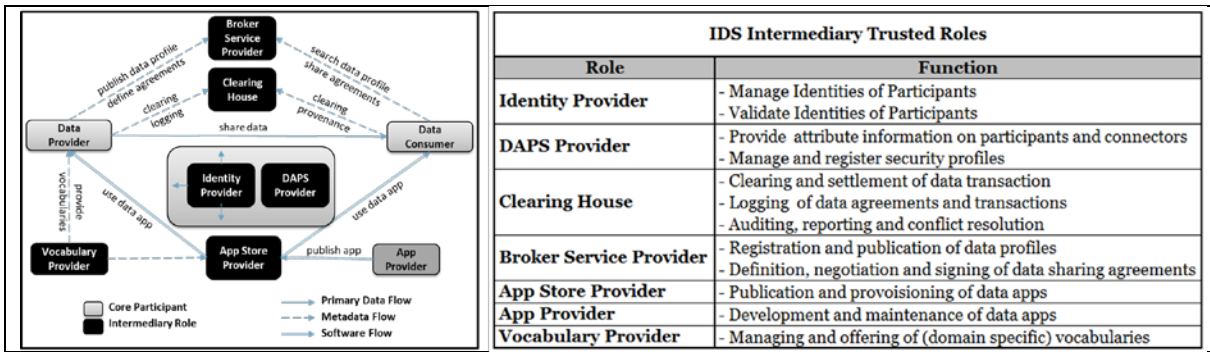 Broker
Service
Provider
publish data profile
define agreements
search data profile
share agreements
Clearing
House
clearing
logging
clearing
provenance
Data
Provider
share data
Data
Consumer
Identity
Provider
DAPS
Provider
provide
vocabularies
use data app
use data app
Vocabulary
Provider
App Store
Provider
publish app
App
Provider
Core Participant
Intermediary Role
Primary Data Flow
Metadata Flow
Software Flow
IDS Intermediary Trusted Roles
Role Function
Identity Provider
- Manage Identities of Participants
- Validate Identities of Participants
DAPS Provider
- Provide attribute information on participants and connectors
- Manage and register security profiles
Clearing House
- Clearing and settlement of data transaction
- Logging of data agreements and transactions
- Auditing, reporting and conflict resolution
Broker Service Provider
- Registration and publication of data profiles
- Definition, negotiation and signing of data sharing agreements
App Store Provider - Publication and provoisioning of data apps
App Provider - Development and maintenance of data apps
Vocabulary Provider - Managing and offering of (domain specific) vocabularies